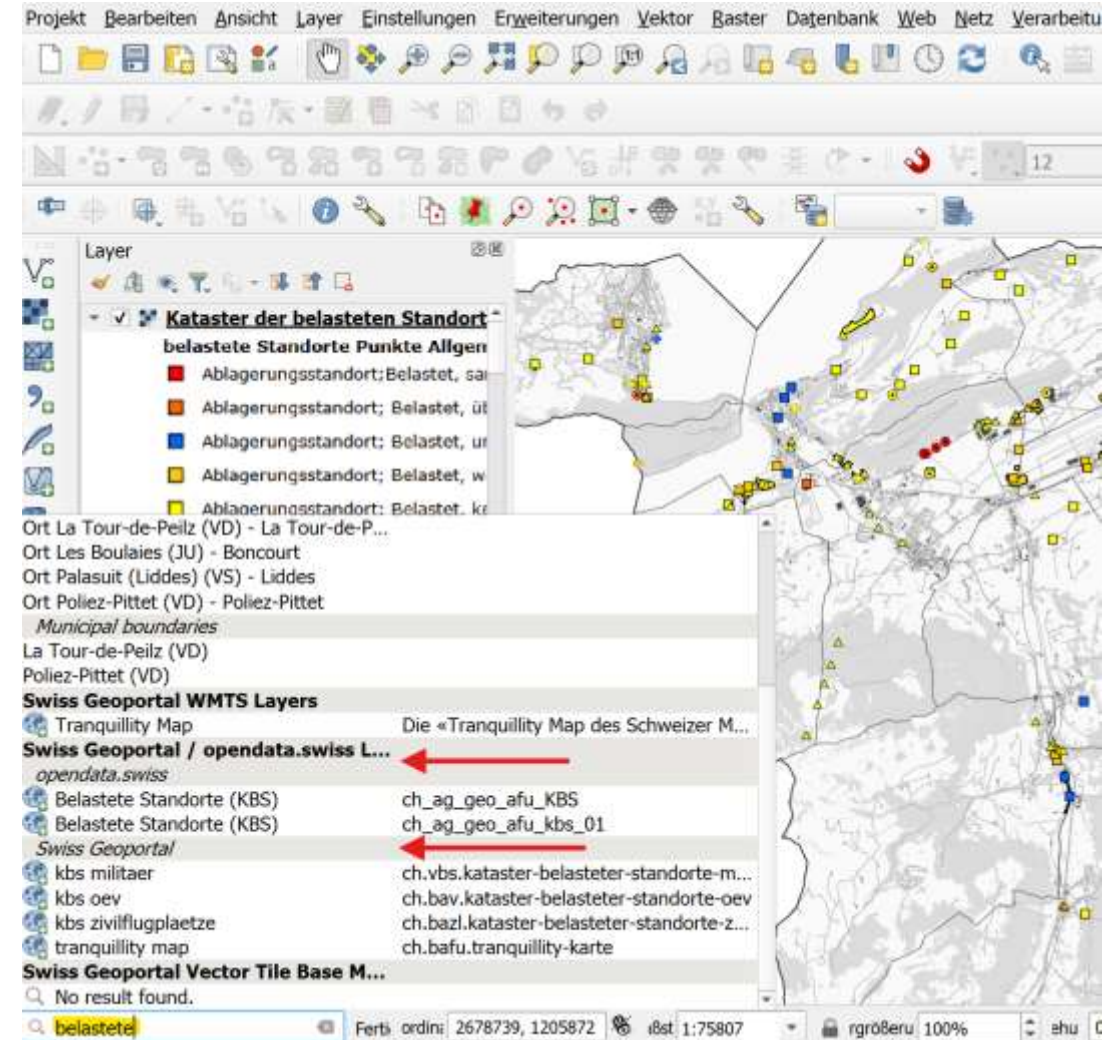 Projekt Bearbeiten Ansicht Layer Einstellungen Erweiterungen Vektor Raster Datenbank Web Netz Verarbeitu
12
Layer
Kataster der belasteten Standort
belastete Standorte Punkte Allgem
Ablagerungsstandort;Belastet, sar
Ablagerungsstandort; Belastet, üb
Ablagerungsstandort; Belastet, ur
Ablagerungsstandort; Belastet, w
Ablagerungsstandort; Belastet, ke
Ort La Tour-de-Peilz (VD) - La Tour-de-P...
Ort Les Boulaies (JU) - Boncourt
Ort Palasuit (Liddes) (VS) - Liddes
Ort Poliez-Pittet (VD) - Poliez-Pittet
Municipal boundaries
La Tour-de-Peilz (VD)
Poliez-Pittet (VD)
Swiss Geoportal WMTS Layers
Tranquillity Map Die «Tranquillity Map des Schweizer M...
Swiss Geoportal / opendata.swiss L...
opendata.swiss
Belastete Standorte (KBS) ch_ag_geo_afu_KBS
Belastete Standorte (KBS) ch_ag_geo_afu_kbs_01
Swiss Geoportal
kbs militaer ch.vbs.kataster-belasteter-standorte-m...
kbs oev ch.bav.kataster-belasteter-standorte-oev
kbs zivilflugplaetze ch.bazl.kataster-belasteter-standorte-z...
tranquillity map ch.bafu.tranquillity-karte
Swiss Geoportal Vector Tile Base M...
No result found.
belastete Ferti ordina 2678739, 1205872 ßst 1:75807 rgrößeru 100% ehu